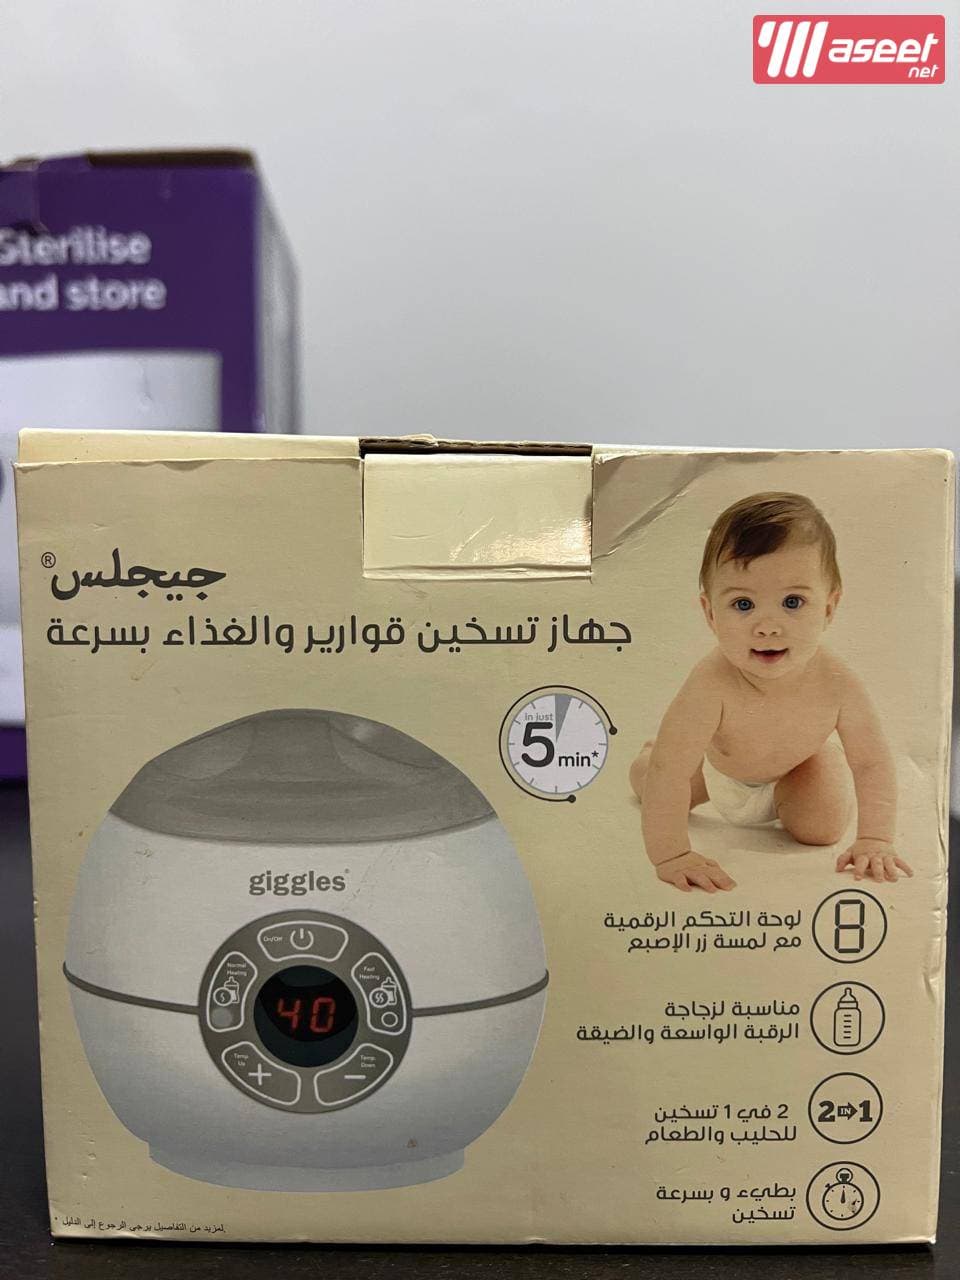 Maseet
net
Sterilise
and store
جيجلس®
جهاز تسخين قوارير والغذاء بسرعة
in just
5 min*
giggles®
On/Off
Normal
Heating
Fast
Heating
40
Temp.
Up
Temp.
Down
لوحة التحكم الرقمية
مع لمسة زر الإصبع
مناسبة لزجاجة
الرقبة الواسعة والضيقة
2 IN 1
2 في 1 تسخين
للحليب والطعام
بطيء و بسرعة
تسخين
* لمزيد من التفاصيل يرجى الرجوع إلى الدليل.